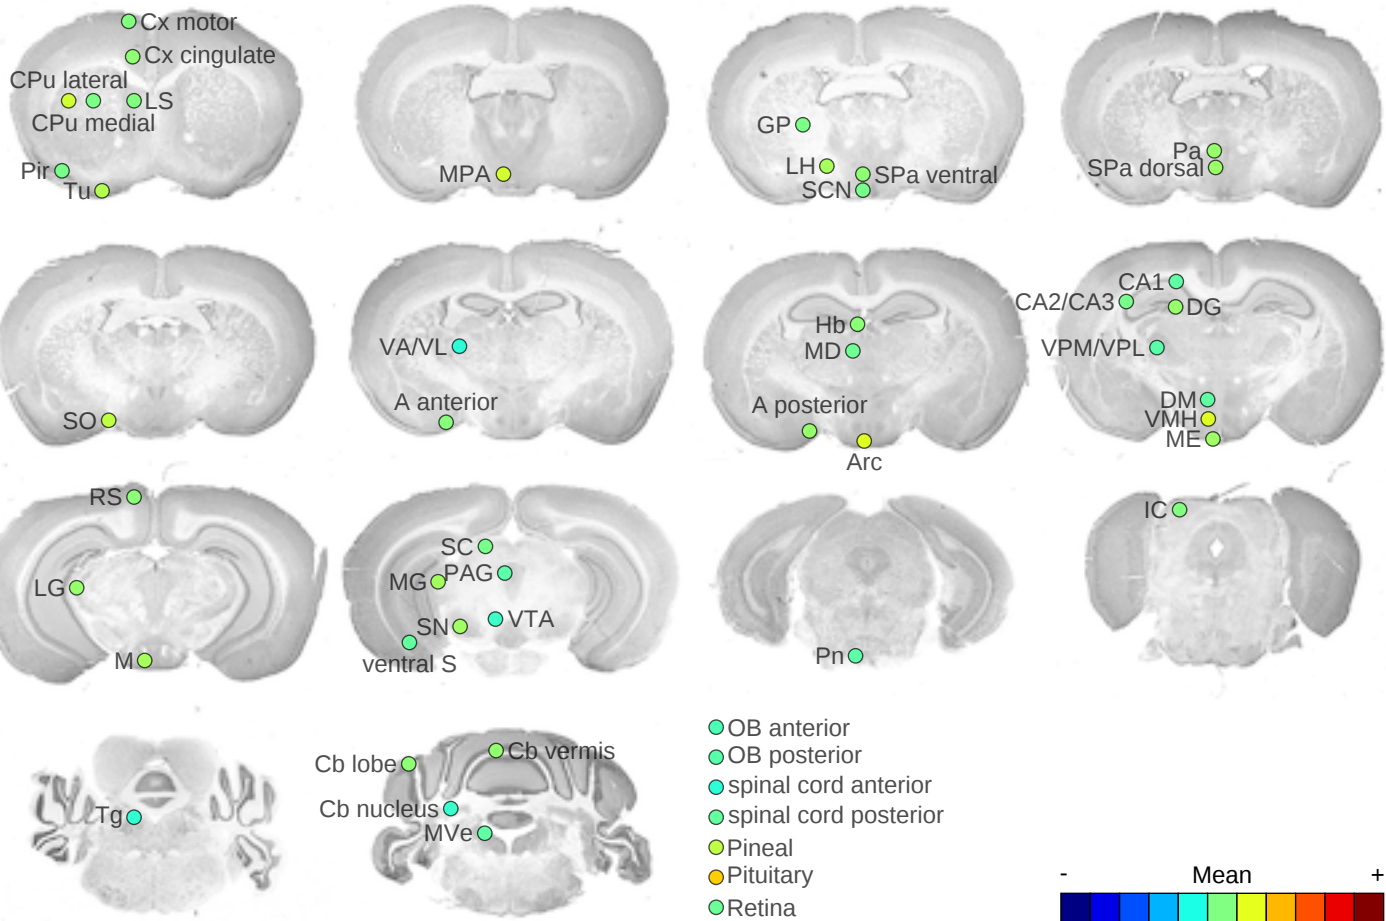 Cx motor
Cx cingulate
CPu lateral
LS
CPu medial
Pir
Tu
MPA
GP
LH
SPa ventral
SCN
Pa
SPa dorsal
SO
VA/VL
A anterior
Hb
MD
A posterior
Arc
CA1
CA2/CA3
DG
VPM/VPL
DM
VMH
ME
RS
LG
M
SC
PAG
MG
VTA
SN
ventral S
Pn
IC
Tg
Cb vermis
Cb lobe
Cb nucleus
MVe
OB anterior
OB posterior
spinal cord anterior
spinal cord posterior
Pineal
Pituitary
Retina
- Mean +